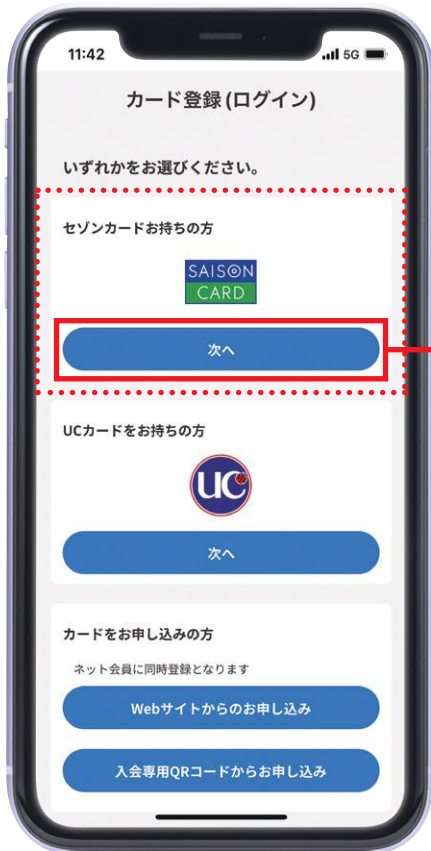 11:42
5G
カード登録(ログイン)
いずれかをお選びください。
セゾンカードお持ちの方
SAISON
CARD
次へ
UCカードをお持ちの方
UC
次へ
カードをお申し込みの方
ネット会員に同時登録となります
Webサイトからのお申し込み
入会専用QRコードからお申し込み